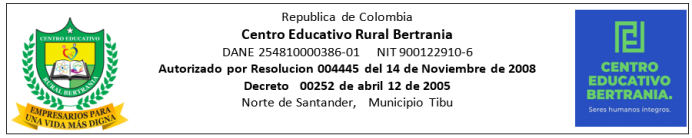 Republica de Colombia
Centro Educativo Rural Bertrania
DANE 254810000386-01 NIT 900122910-6
Autorizado por Resolucion 004445 del 14 de Noviembre de 2008
Decreto 00252 de abril 12 de 2005
Norte de Santander, Municipio Tibu
CENTRO EDUCATIVO
RURAL BERTRANIA
EMPRESARIOS PARA
UNA VIDA MÁS DIGNA
CENTRO
EDUCATIVO
BERTRANIA.
Seres humanos íntegros.